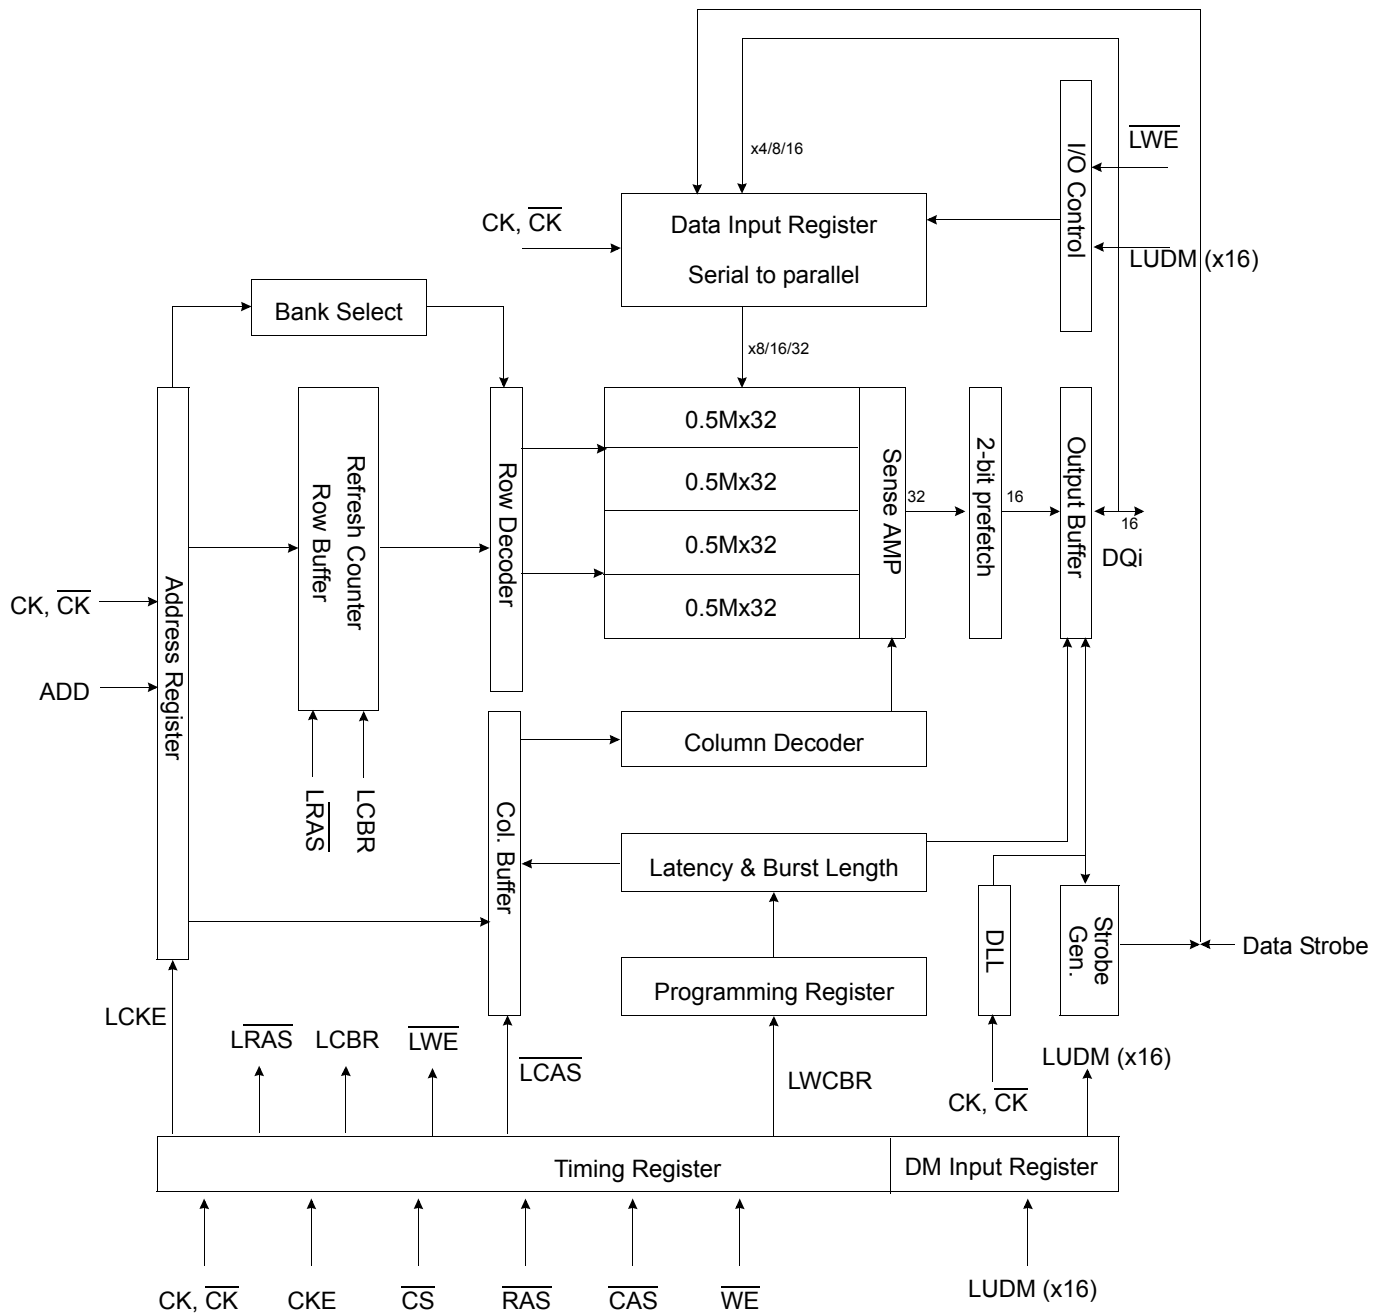 x4/8/16
LWE
I/O Control
CK, CK
Data Input Register
Serial to parallel
LUDM (x16)
Bank Select
x8/16/32
Address Register
Refresh Counter
Row Buffer
Row Decoder
0.5Mx32
0.5Mx32
0.5Mx32
0.5Mx32
Sense AMP
32
2-bit prefetch
16
Output Buffer
16
DQi
CK, CK
ADD
LRAS
LCBR
Col. Buffer
Column Decoder
Latency & Burst Length
Programming Register
DLL
Strobe
Gen.
Data Strobe
LCKE
LRAS
LCBR
LWE
LCAS
LWCBR
CK, CK
LUDM (x16)
Timing Register
DM Input Register
CK, CK
CKE
CS
RAS
CAS
WE
LUDM (x16)